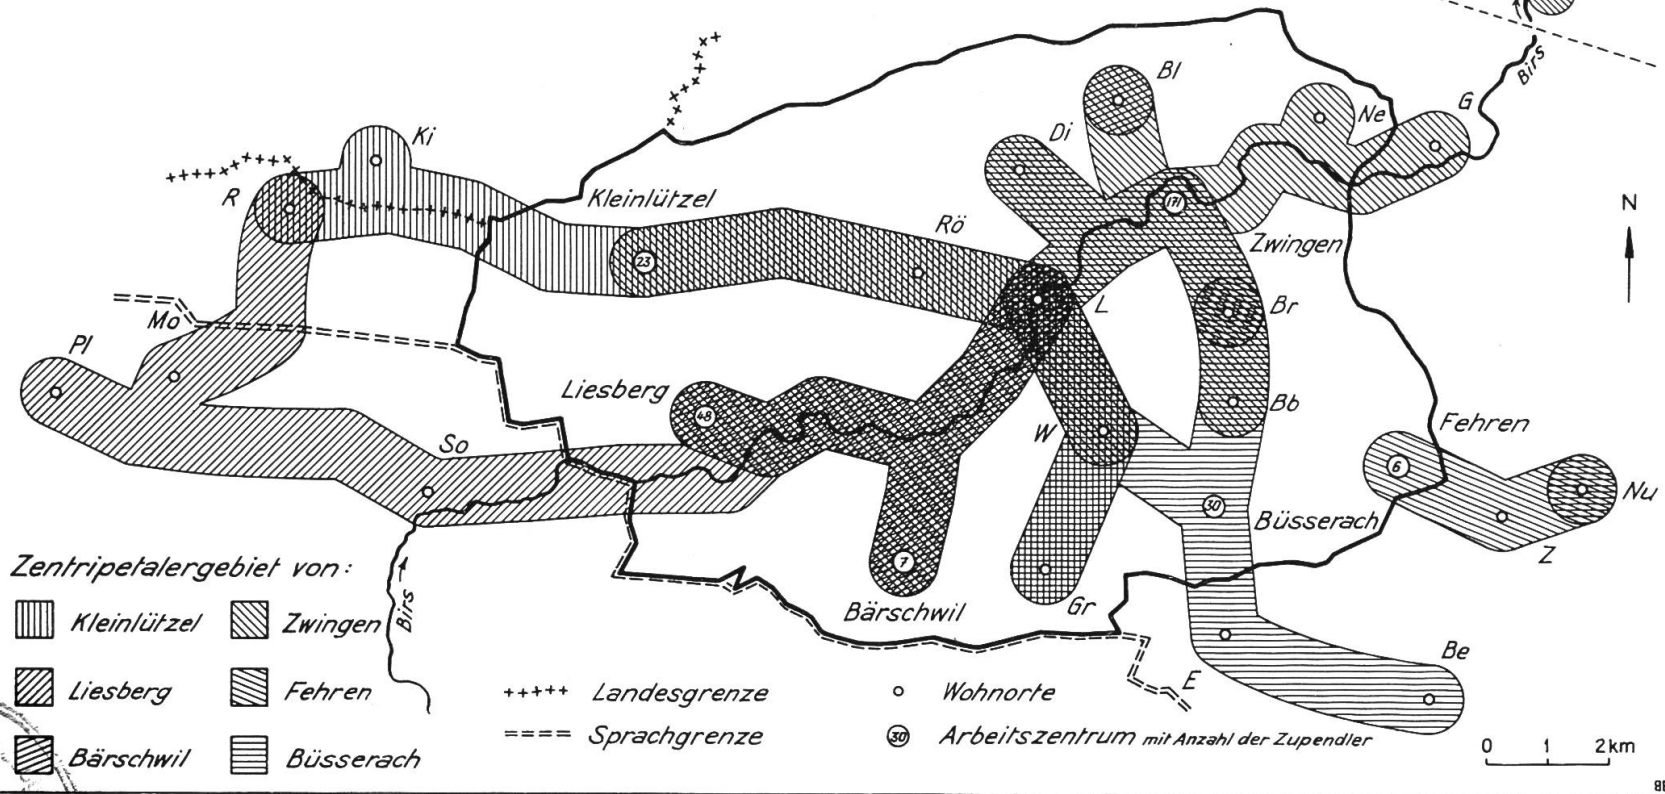 Birs
Bl
Ne
G
Di
Ki
R
Kleinlützel
Rö
171
N
Zwingen
23
L
Br
Mo
Pl
Liesberg
48
So
W
Bb
Fehren
6
Nu
30
Büsserach
Z
7
Bärschwil
Gr
Birs
E
Be
Zentripetalergebiet von:
Kleinlützel
Zwingen
Liesberg
Fehren
Bärschwil
Büsserach
+++++ Landesgrenze
==== Sprachgrenze
Wohnorte
30 Arbeitszentrum mit Anzahl der Zupendler
0 1 2 km